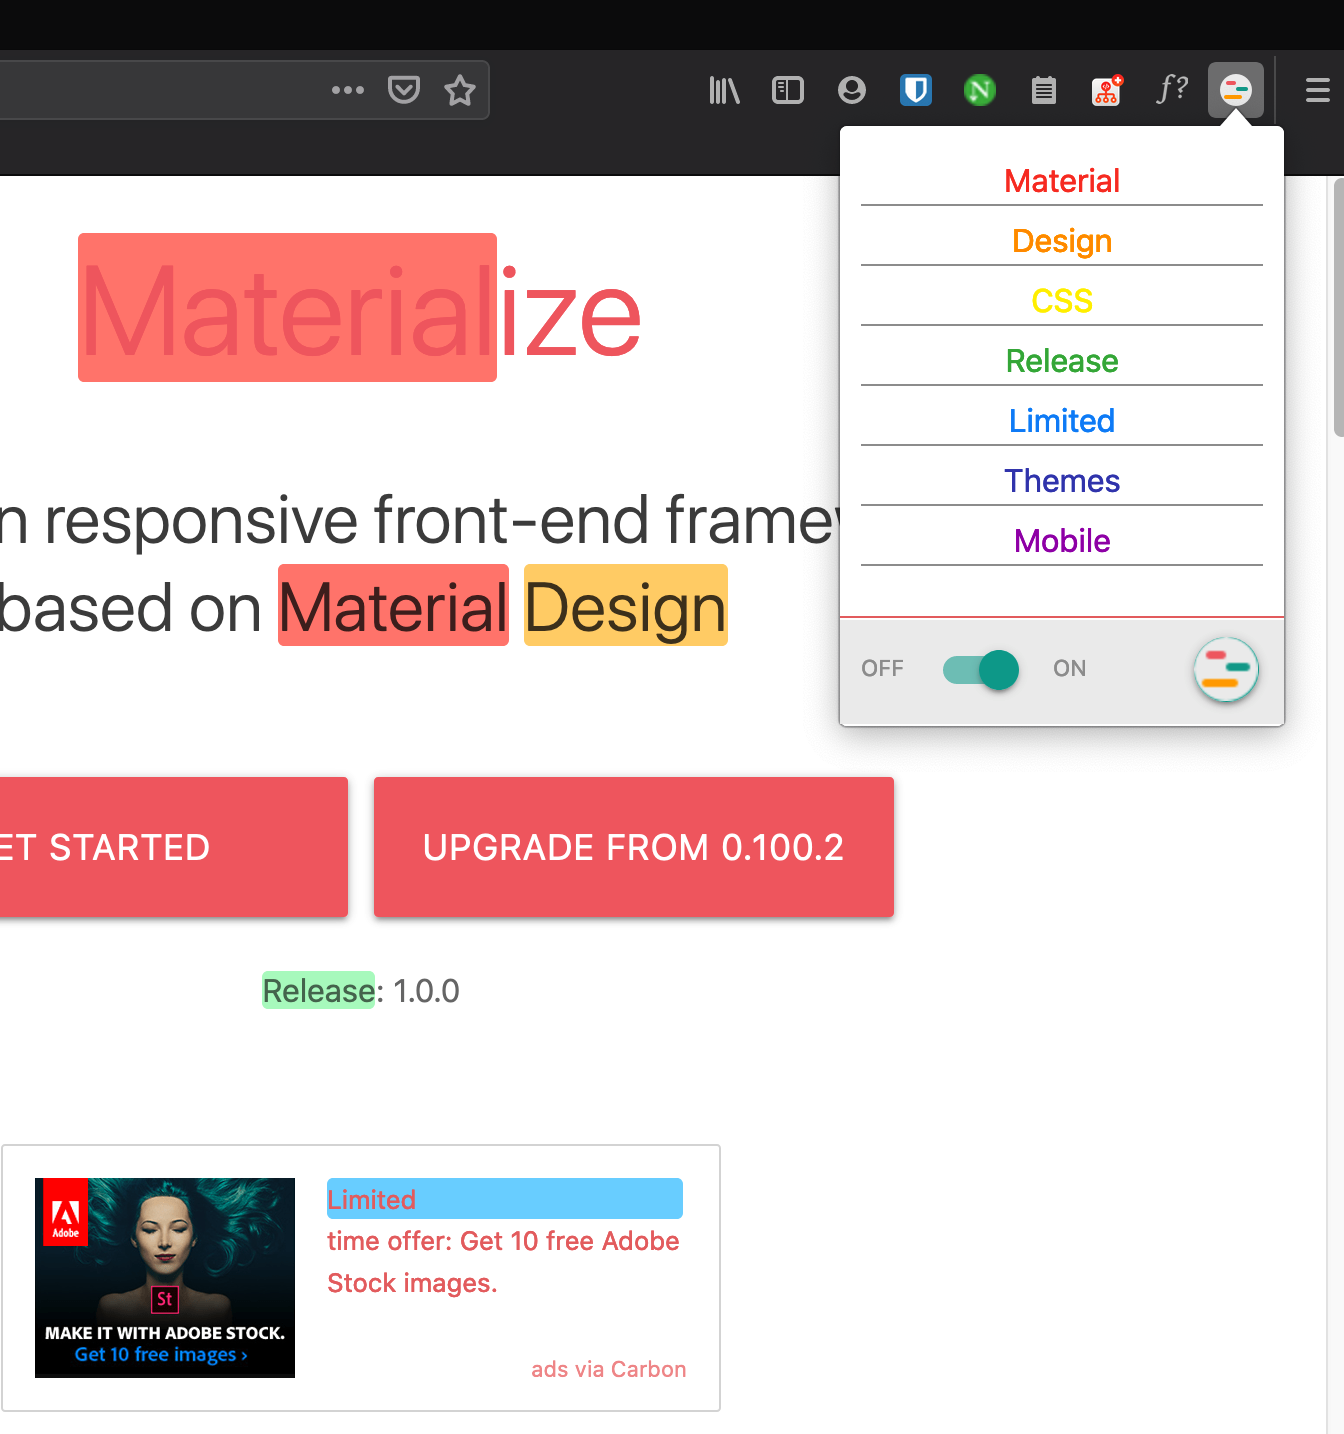 f?
Material
Design
CSS
Release
Limited
Themes
Mobile
OFF
ON
Materialize
n responsive front-end frame
based on Material Design
ET STARTED
UPGRADE FROM 0.100.2
Release: 1.0.0
Adobe
St
MAKE IT WITH ADOBE STOCK.
Get 10 free images ›
Limited
time offer: Get 10 free Adobe
Stock images.
ads via Carbon